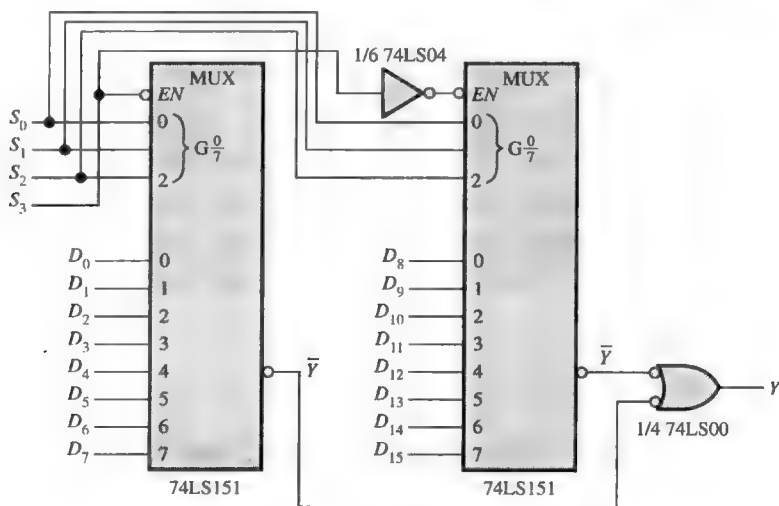 1/6 74LS04
MUX
MUX
EN
EN
S₀
0
0
S₁
G 0/7
G 0/7
S₂
2
2
S₃
D₀ 0
D₁ 1
D₂ 2
D₃ 3
D₄ 4
D₅ 5
D₆ 6
D₇ 7
Y̅
D₈ 0
D₉ 1
D₁₀ 2
D₁₁ 3
D₁₂ 4
D₁₃ 5
D₁₄ 6
D₁₅ 7
Y̅
Y
1/4 74LS00
74LS151
74LS151